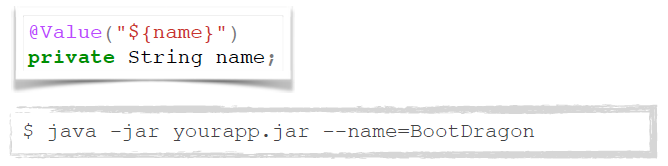 @Value("${name}")
private String name;
$ java -jar yourapp.jar --name=BootDragon